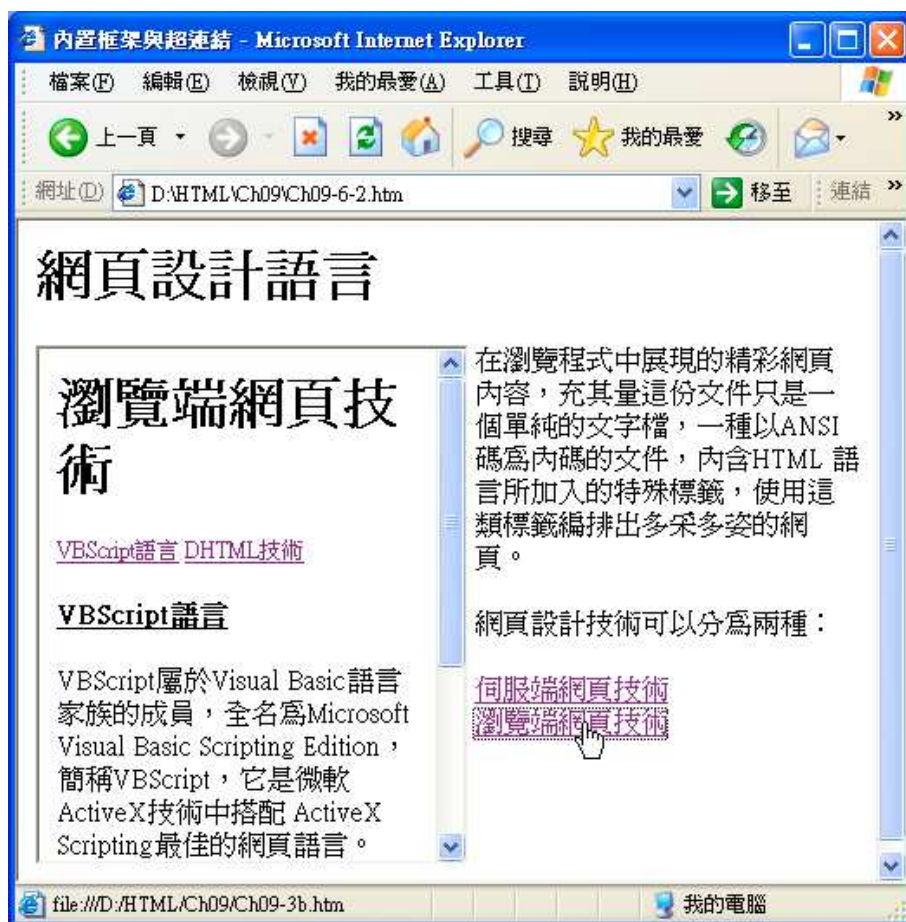 內置框架與超連結 - Microsoft Internet Explorer
檔案(F) 編輯(E) 檢視(V) 我的最愛(A) 工具(T) 說明(H)
上一頁 搜尋 我的最愛 »
網址(D) D:\HTML\Ch09\Ch09-6-2.htm 移至 連結 »
網頁設計語言
瀏覽端網頁技
術
VBScript語言 DHTML技術
VBScript語言
VBScript屬於Visual Basic語言
家族的成員，全名為Microsoft
Visual Basic Scripting Edition，
簡稱VBScript，它是微軟
ActiveX技術中搭配 ActiveX
Scripting最佳的網頁語言。
在瀏覽程式中展現的精彩網頁
內容，充其量這份文件只是一
個單純的文字檔，一種以ANSI
碼為內碼的文件，內含HTML 語
言所加入的特殊標籤，使用這
類標籤編排出多采多姿的網
頁。
網頁設計技術可以分為兩種：
伺服端網頁技術
瀏覽端網頁技術
file:///D:/HTML/Ch09/Ch09-3b.htm 我的電腦